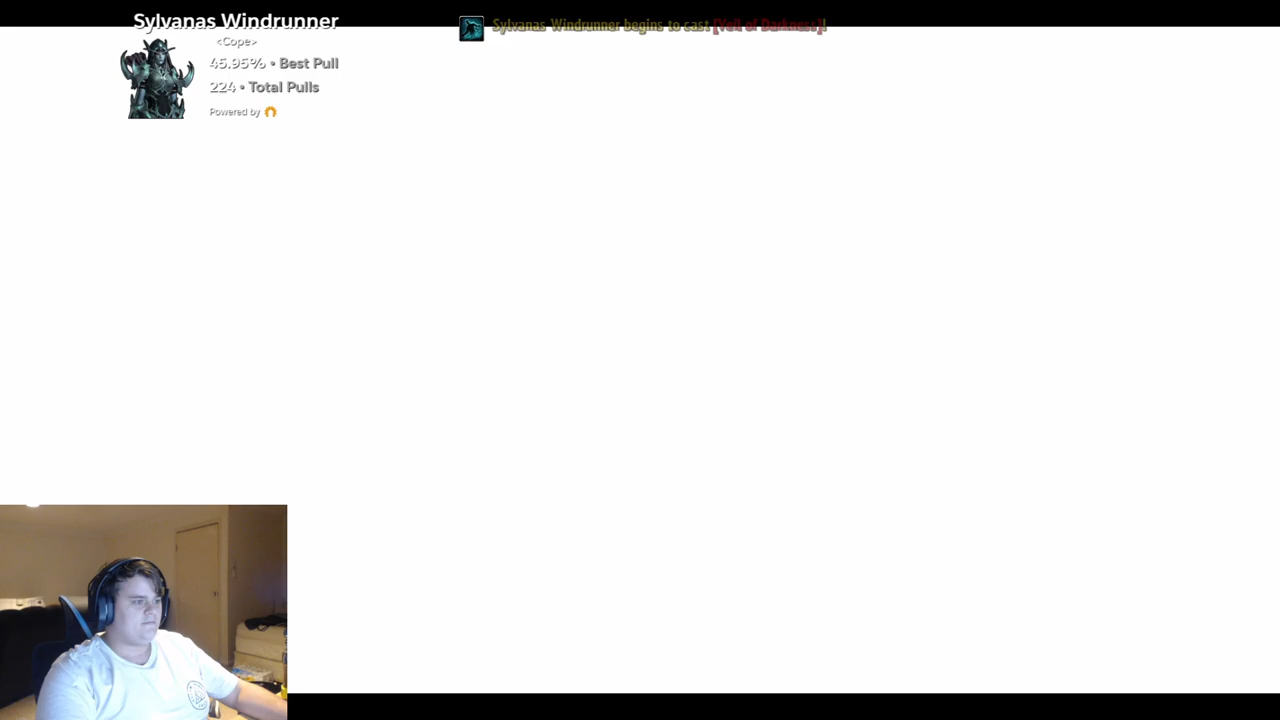 Sylvanas Windrunner
<Cope>
45.95% • Best Pull
224 • Total Pulls
Powered by
Sylvanas Windrunner begins to cast [Veil of Darkness]!